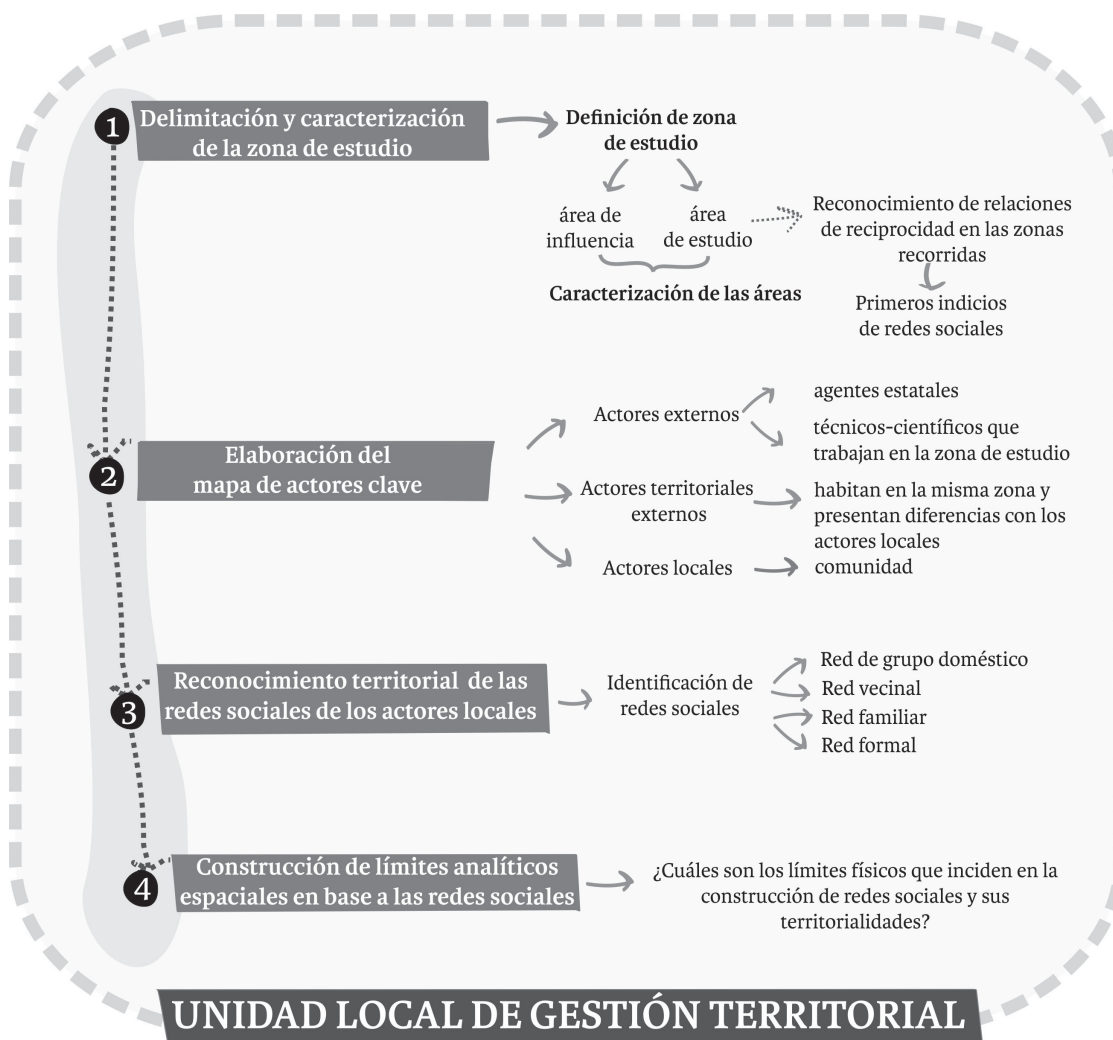 1
Delimitación y caracterización
de la zona de estudio
Definición de zona
de estudio
área de
influencia
área
de estudio
Caracterización de las áreas
Reconocimiento de relaciones
de reciprocidad en las zonas
recorridas
Primeros indicios
de redes sociales
2
Elaboración del
mapa de actores clave
Actores externos
agentes estatales
técnicos-científicos que
trabajan en la zona de estudio
Actores territoriales
externos
habitan en la misma zona y
presentan diferencias con los
actores locales
Actores locales
comunidad
3
Reconocimiento territorial de las
redes sociales de los actores locales
Identificación de
redes sociales
Red de grupo doméstico
Red vecinal
Red familiar
Red formal
4
Construcción de límites analíticos
espaciales en base a las redes sociales
¿Cuáles son los límites físicos que inciden en la
construcción de redes sociales y sus
territorialidades?
UNIDAD LOCAL DE GESTIÓN TERRITORIAL